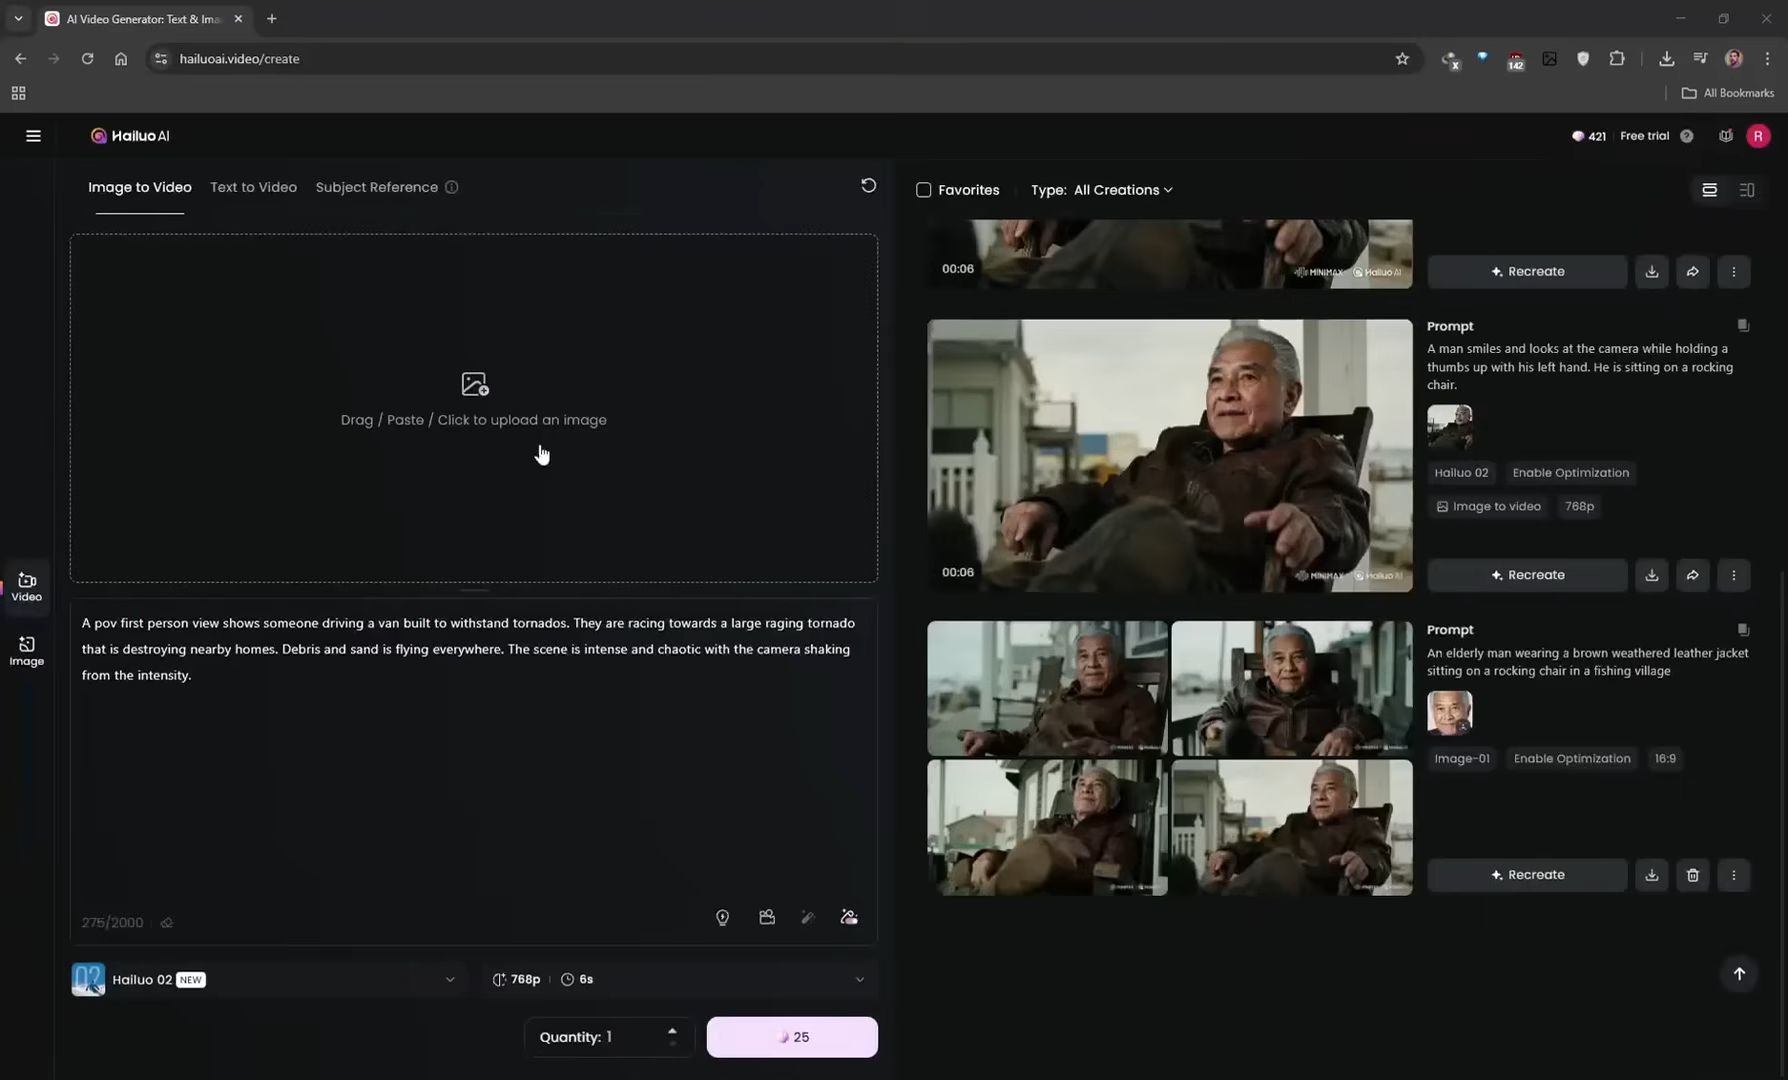 AI Video Generator: Text & Ima
hailuoai.video/create
142
All Bookmarks
Hailuo AI
421
Free trial
R
Image to Video
Text to Video
Subject Reference
Favorites
Type: All Creations
Drag / Paste / Click to upload an image
Video
Image
A pov first person view shows someone driving a van built to withstand tornados. They are racing towards a large raging tornado
that is destroying nearby homes. Debris and sand is flying everywhere. The scene is intense and chaotic with the camera shaking
from the intensity.
275/2000
02
Hailuo 02 NEW
768p
6s
Quantity: 1
25
00:06
MINIMAX
Hailuo AI
Recreate
Prompt
A man smiles and looks at the camera while holding a
thumbs up with his left hand. He is sitting on a rocking
chair.
Hailuo 02
Enable Optimization
Image to video
768p
00:06
MINIMAX
Hailuo AI
Recreate
Prompt
An elderly man wearing a brown weathered leather jacket
sitting on a rocking chair in a fishing village
Image-01
Enable Optimization
16:9
Recreate